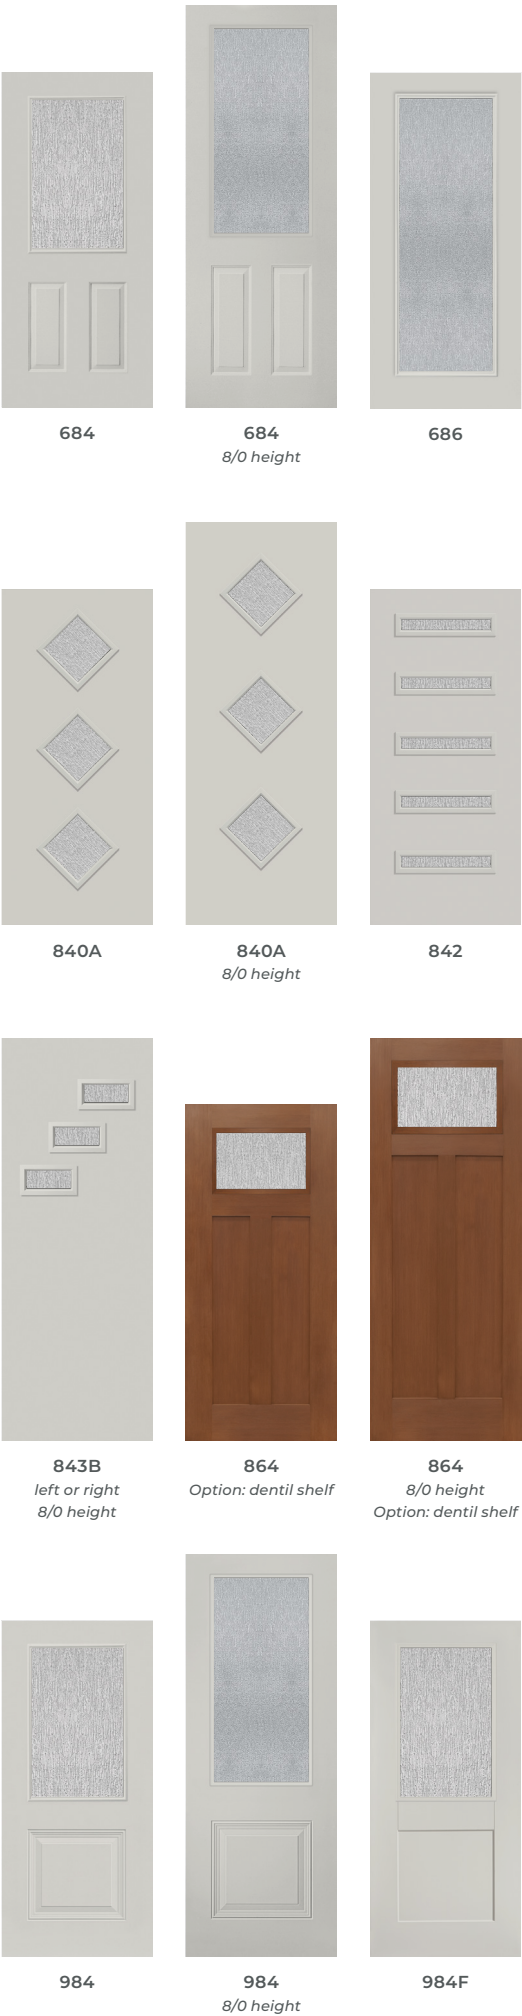 684
684
8/0 height
686
840A
840A
8/0 height
842
843B
left or right
8/0 height
864
Option: dentil shelf
864
8/0 height
Option: dentil shelf
984
984
8/0 height
984F